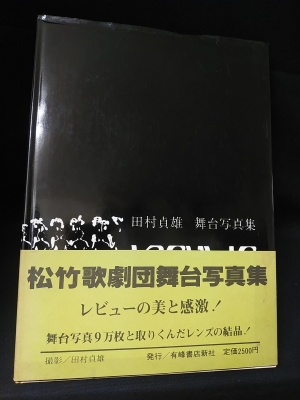 田村貞雄 舞台写真集
松竹歌劇団舞台写真集
レビューの美と感激!
舞台写真9万枚と取りくんだレンズの結晶!
撮影/田村貞雄 発行/有峰書店新社 定価2500円